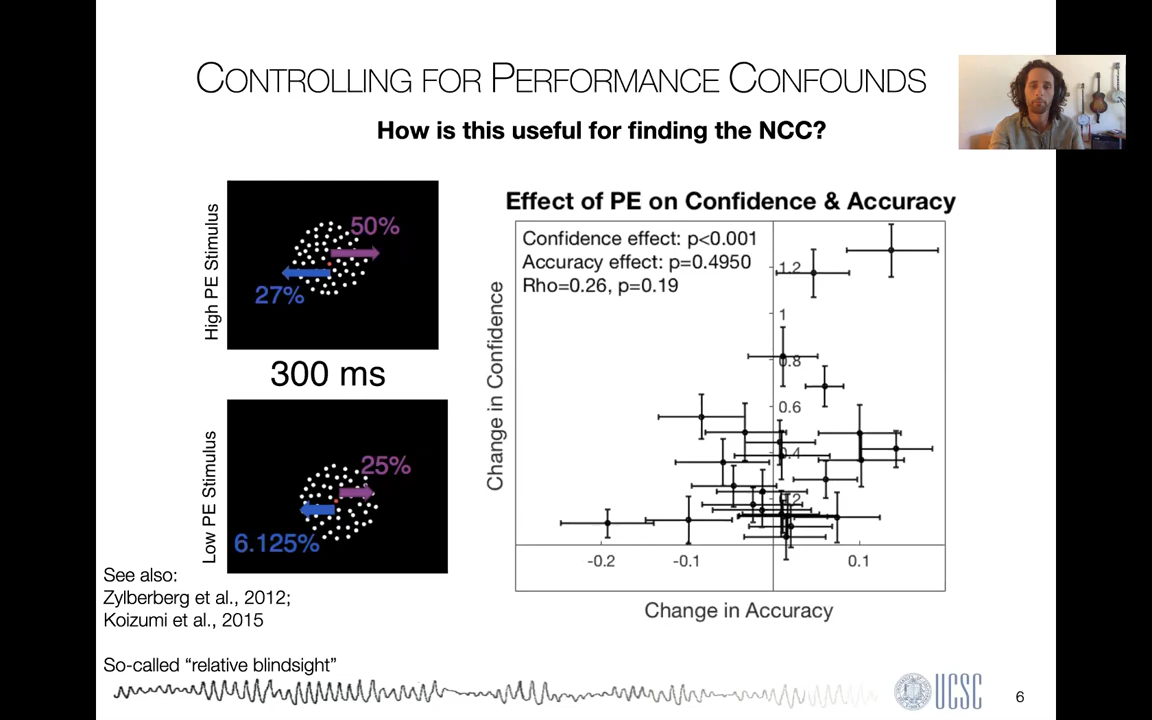 CONTROLLING FOR PERFORMANCE CONFOUNDS
How is this useful for finding the NCC?
High PE Stimulus
50%
27%
300 ms
Low PE Stimulus
25%
6.125%
See also:
Zylberberg et al., 2012;
Koizumi et al., 2015
So-called “relative blindsight”
Effect of PE on Confidence & Accuracy
Confidence effect: p<0.001
Accuracy effect: p=0.4950
Rho=0.26, p=0.19
Change in Confidence
1.2
1
0.8
0.6
0.4
0.2
-0.2
-0.1
0.1
Change in Accuracy
UCSC
6